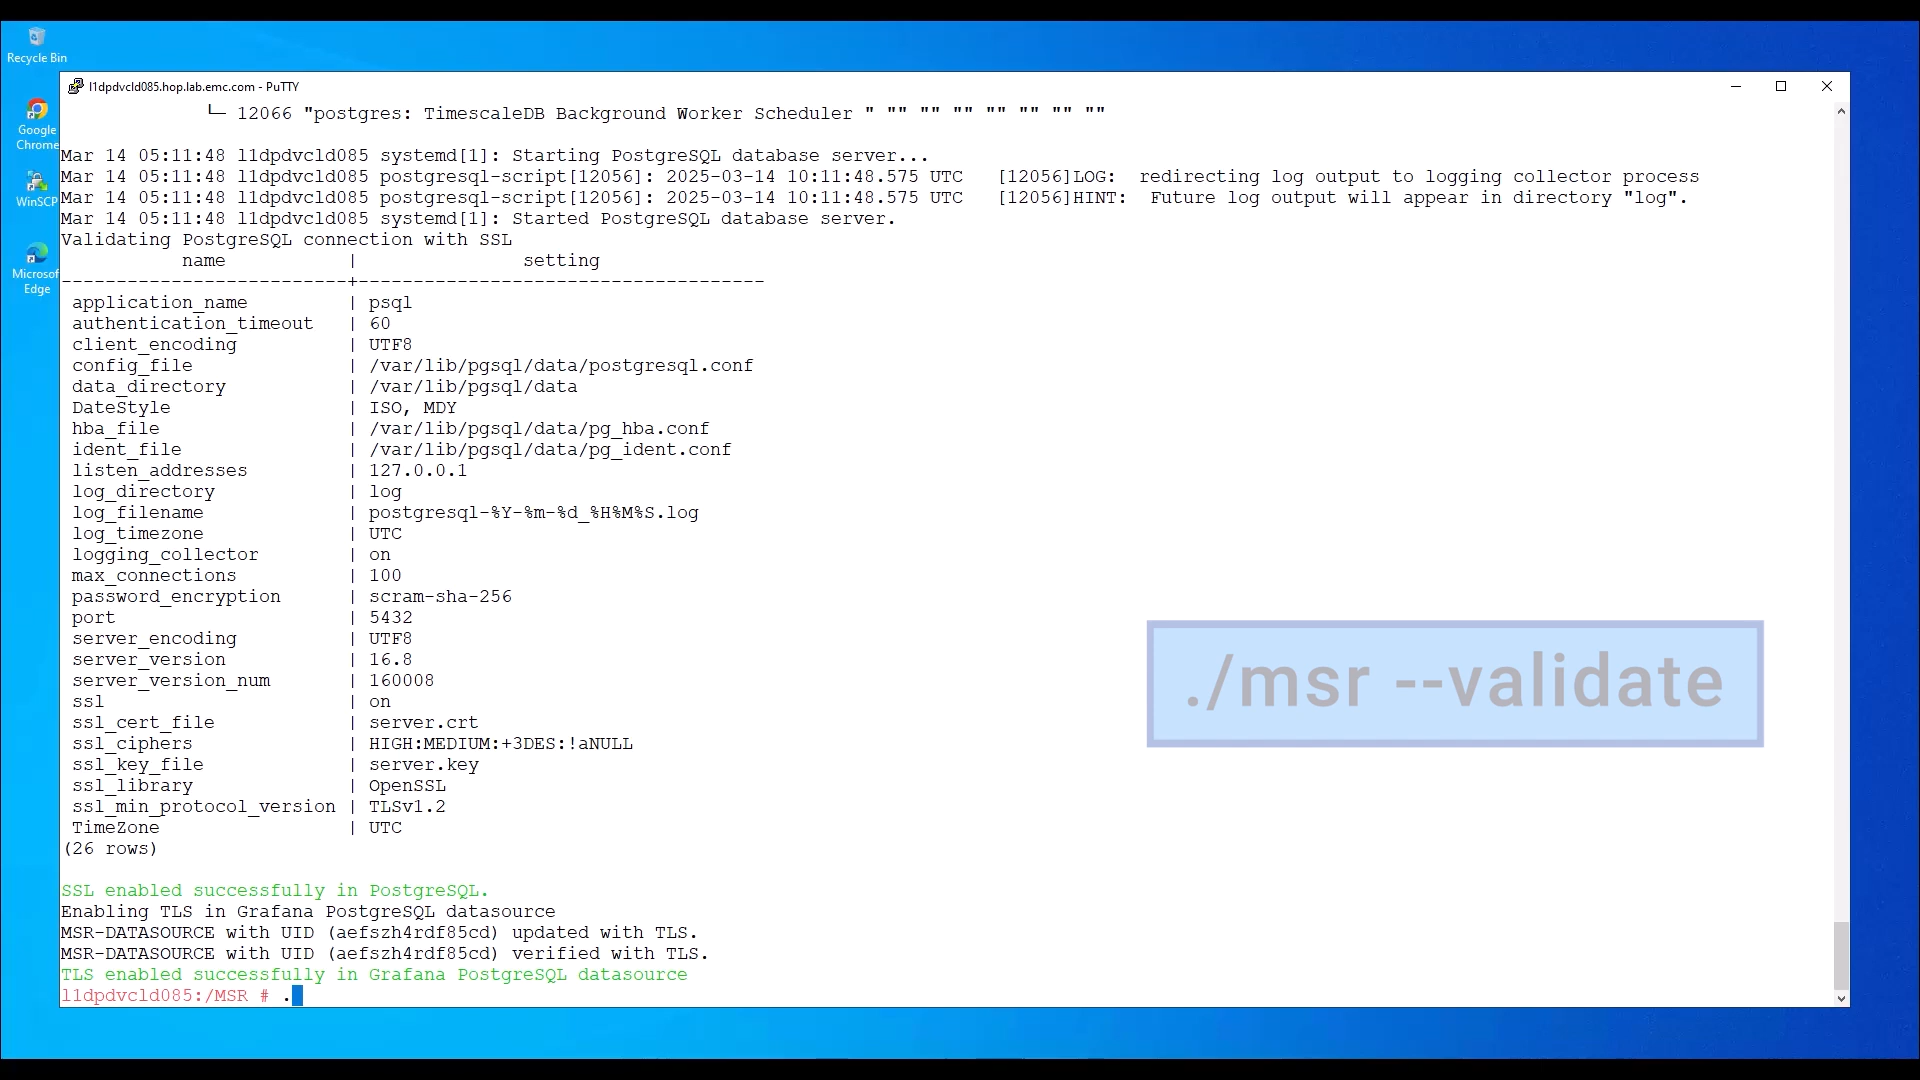 Recycle Bin
Google Chrome
WinSCP
Microsof
Edge
l1dpdvcld085.hop.lab.emc.com - PuTTY
└─ 12066 "postgres: TimescaleDB Background Worker Scheduler " "" "" "" "" "" "" ""
Mar 14 05:11:48 l1dpdvcld085 systemd[1]: Starting PostgreSQL database server...
Mar 14 05:11:48 l1dpdvcld085 postgresql-script[12056]: 2025-03-14 10:11:48.575 UTC   [12056]LOG:  redirecting log output to logging collector process
Mar 14 05:11:48 l1dpdvcld085 postgresql-script[12056]: 2025-03-14 10:11:48.575 UTC   [12056]HINT:  Future log output will appear in directory "log".
Mar 14 05:11:48 l1dpdvcld085 systemd[1]: Started PostgreSQL database server.
Validating PostgreSQL connection with SSL
name | setting
--------------------------+-------------------------------------
application_name | psql
authentication_timeout | 60
client_encoding | UTF8
config_file | /var/lib/pgsql/data/postgresql.conf
data_directory | /var/lib/pgsql/data
DateStyle | ISO, MDY
hba_file | /var/lib/pgsql/data/pg_hba.conf
ident_file | /var/lib/pgsql/data/pg_ident.conf
listen_addresses | 127.0.0.1
log_directory | log
log_filename | postgresql-%Y-%m-%d_%H%M%S.log
log_timezone | UTC
logging_collector | on
max_connections | 100
password_encryption | scram-sha-256
port | 5432
server_encoding | UTF8
server_version | 16.8
server_version_num | 160008
ssl | on
ssl_cert_file | server.crt
ssl_ciphers | HIGH:MEDIUM:+3DES:!aNULL
ssl_key_file | server.key
ssl_library | OpenSSL
ssl_min_protocol_version | TLSv1.2
TimeZone | UTC
(26 rows)
SSL enabled successfully in PostgreSQL.
Enabling TLS in Grafana PostgreSQL datasource
MSR-DATASOURCE with UID (aefszh4rdf85cd) updated with TLS.
MSR-DATASOURCE with UID (aefszh4rdf85cd) verified with TLS.
TLS enabled successfully in Grafana PostgreSQL datasource
l1dpdvcld085:/MSR # .
./msr --validate